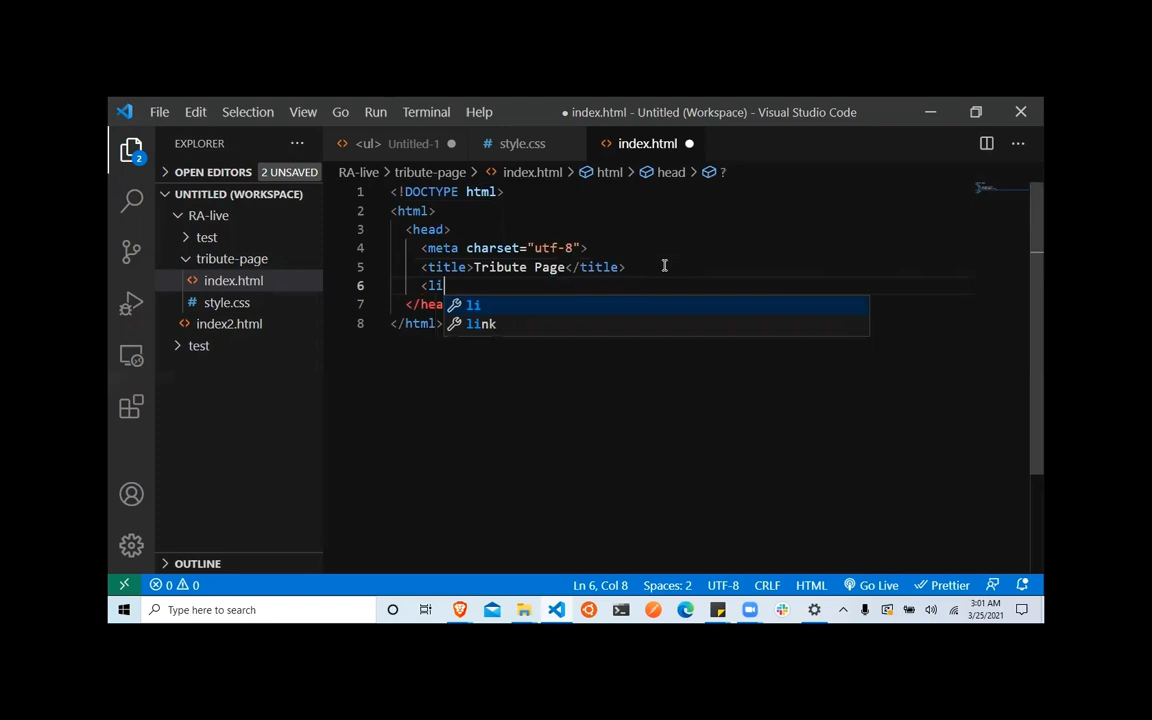 File Edit Selection View Go Run Terminal Help ● index.html - Untitled (Workspace) - Visual Studio Code
EXPLORER
2
OPEN EDITORS 2 UNSAVED
UNTITLED (WORKSPACE)
RA-live
test
tribute-page
index.html
# style.css
index2.html
test
OUTLINE
<ul> Untitled-1 ●
# style.css
index.html ●
RA-live > tribute-page > index.html > html > head > ?
1 <!DOCTYPE html>
2 <html>
3 <head>
4 <meta charset="utf-8">
5 <title>Tribute Page</title>
6 <li
7 </hea
8 </html>
li
link
0 0 Ln 6, Col 8 Spaces: 2 UTF-8 CRLF HTML Go Live Prettier
Type here to search
3:01 AM
3/25/2021